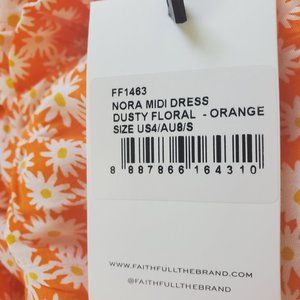 FF1463
NORA MIDI DRESS
DUSTY FLORAL - ORANGE
SIZE US4/AU8/S
8 887866 164310
WWW.FAITHFULLTHEBRAND.COM
@FAITHFULLTHEBRAND